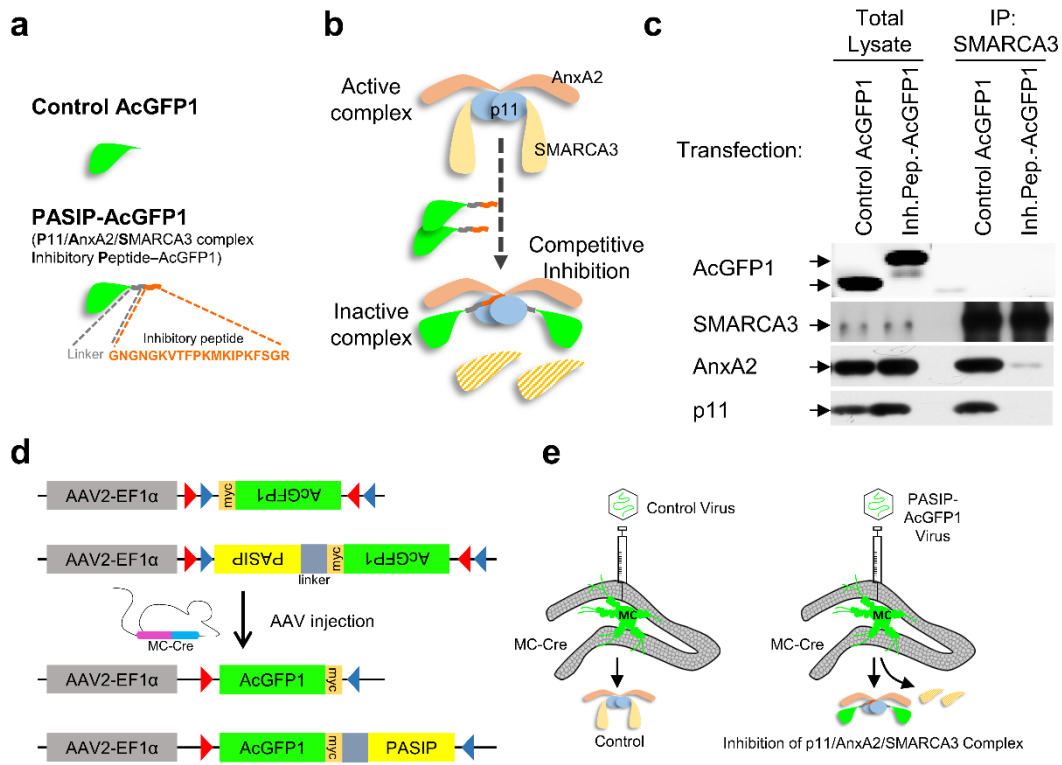 a
Control AcGFP1
PASIP-AcGFP1
(P11/AnxA2/SMARCA3 complex
Inhibitory Peptide–AcGFP1)
Inhibitory peptide
Linker GNGNGKVTFPKMKIPKFSGR
b
Active
complex
AnxA2
p11
SMARCA3
Competitive
Inhibition
Inactive
complex
c
Total
Lysate
IP:
SMARCA3
Transfection:
Control AcGFP1
Inh.Pep.-AcGFP1
Control AcGFP1
Inh.Pep.-AcGFP1
AcGFP1
SMARCA3
AnxA2
p11
d
AAV2-EF1α
myc
AcGFP1
AAV2-EF1α
PASIP
linker
myc
AcGFP1
MC-Cre
AAV injection
AAV2-EF1α
AcGFP1
myc
AAV2-EF1α
AcGFP1
myc
PASIP
e
Control Virus
MC
MC-Cre
Control
PASIP-
AcGFP1
Virus
MC
MC-Cre
Inhibition of p11/AnxA2/SMARCA3 Complex